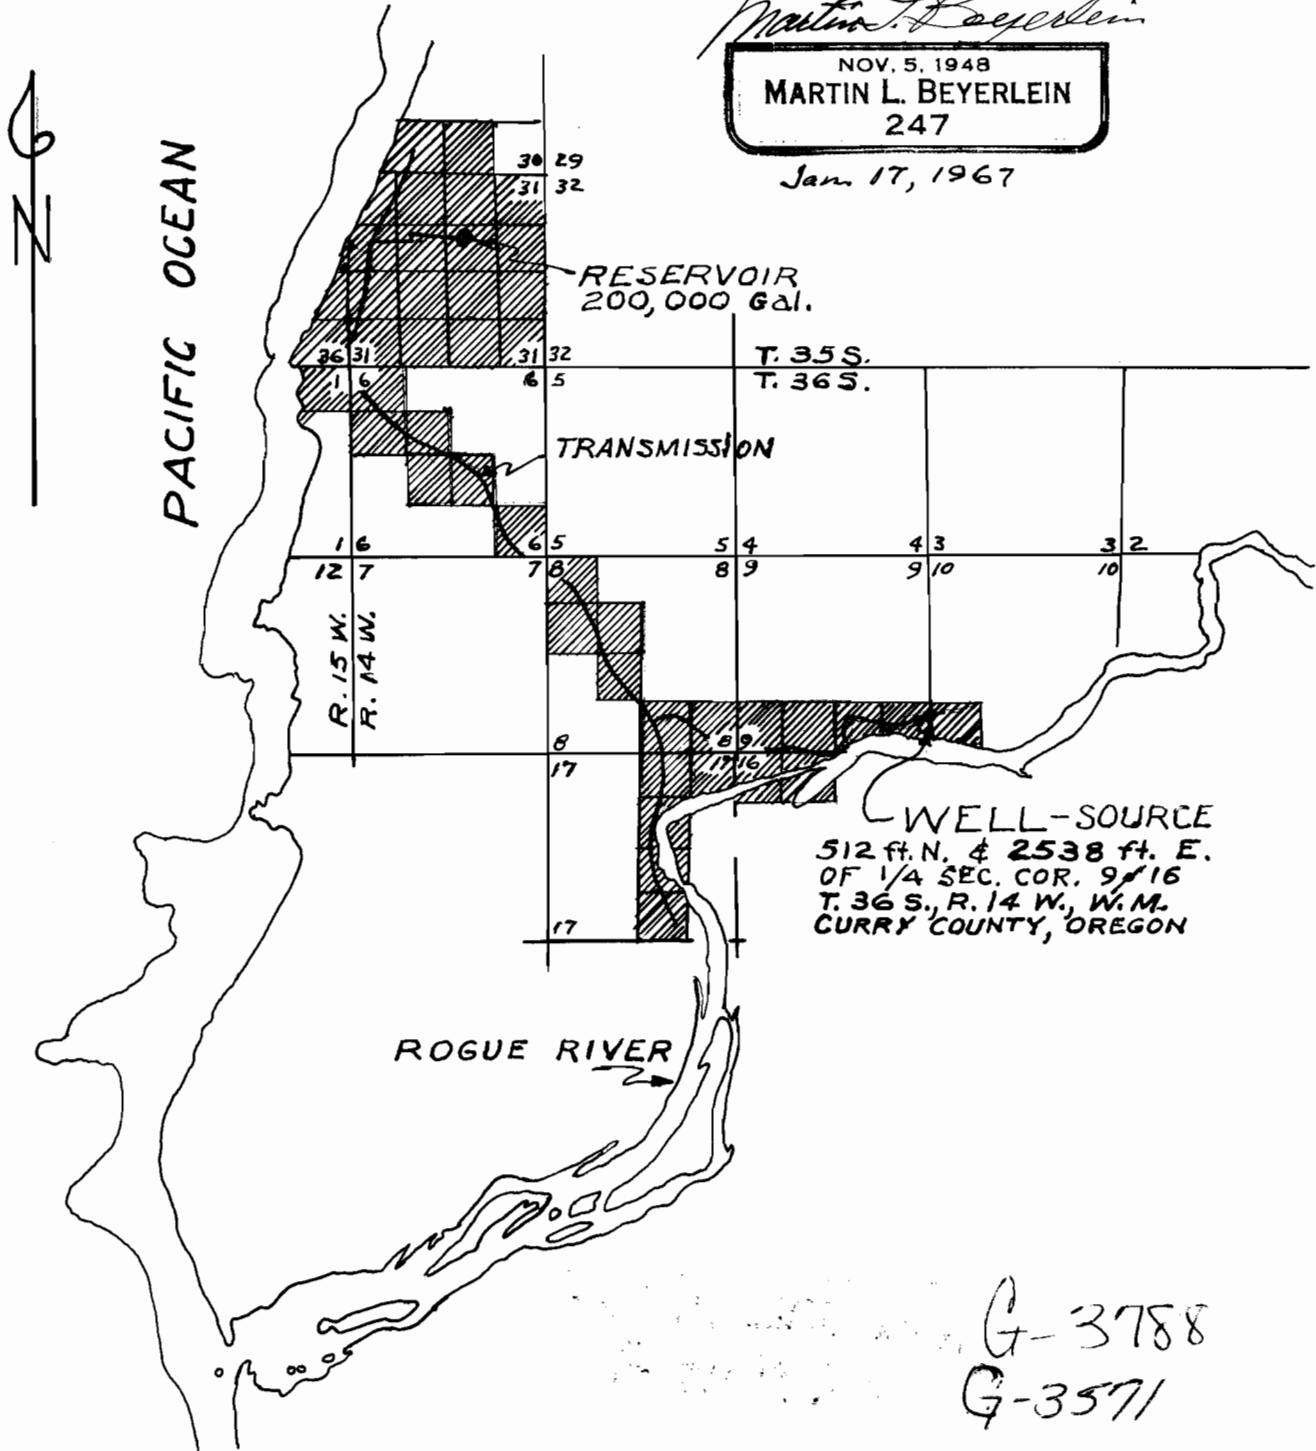 Martin L. Beyerlein
NOV. 5, 1948
MARTIN L. BEYERLEIN
247
Jan. 17, 1967
N
PACIFIC OCEAN
30 29
31 32
RESERVOIR
200,000 Gal.
36 31
31 32
T. 35 S.
1 6
6 5
T. 36 S.
TRANSMISSION
1 6
6 5
5 4
4 3
3 2
12 7
7 8
8 9
9 10
10
R. 15 W.
R. 14 W.
8
8 9
17
17 16
WELL-SOURCE
512 ft. N. & 2538 ft. E.
OF 1/4 SEC. COR. 9/16
T. 36 S., R. 14 W., W.M.
CURRY COUNTY, OREGON
17
ROGUE RIVER
G-3788
G-3571